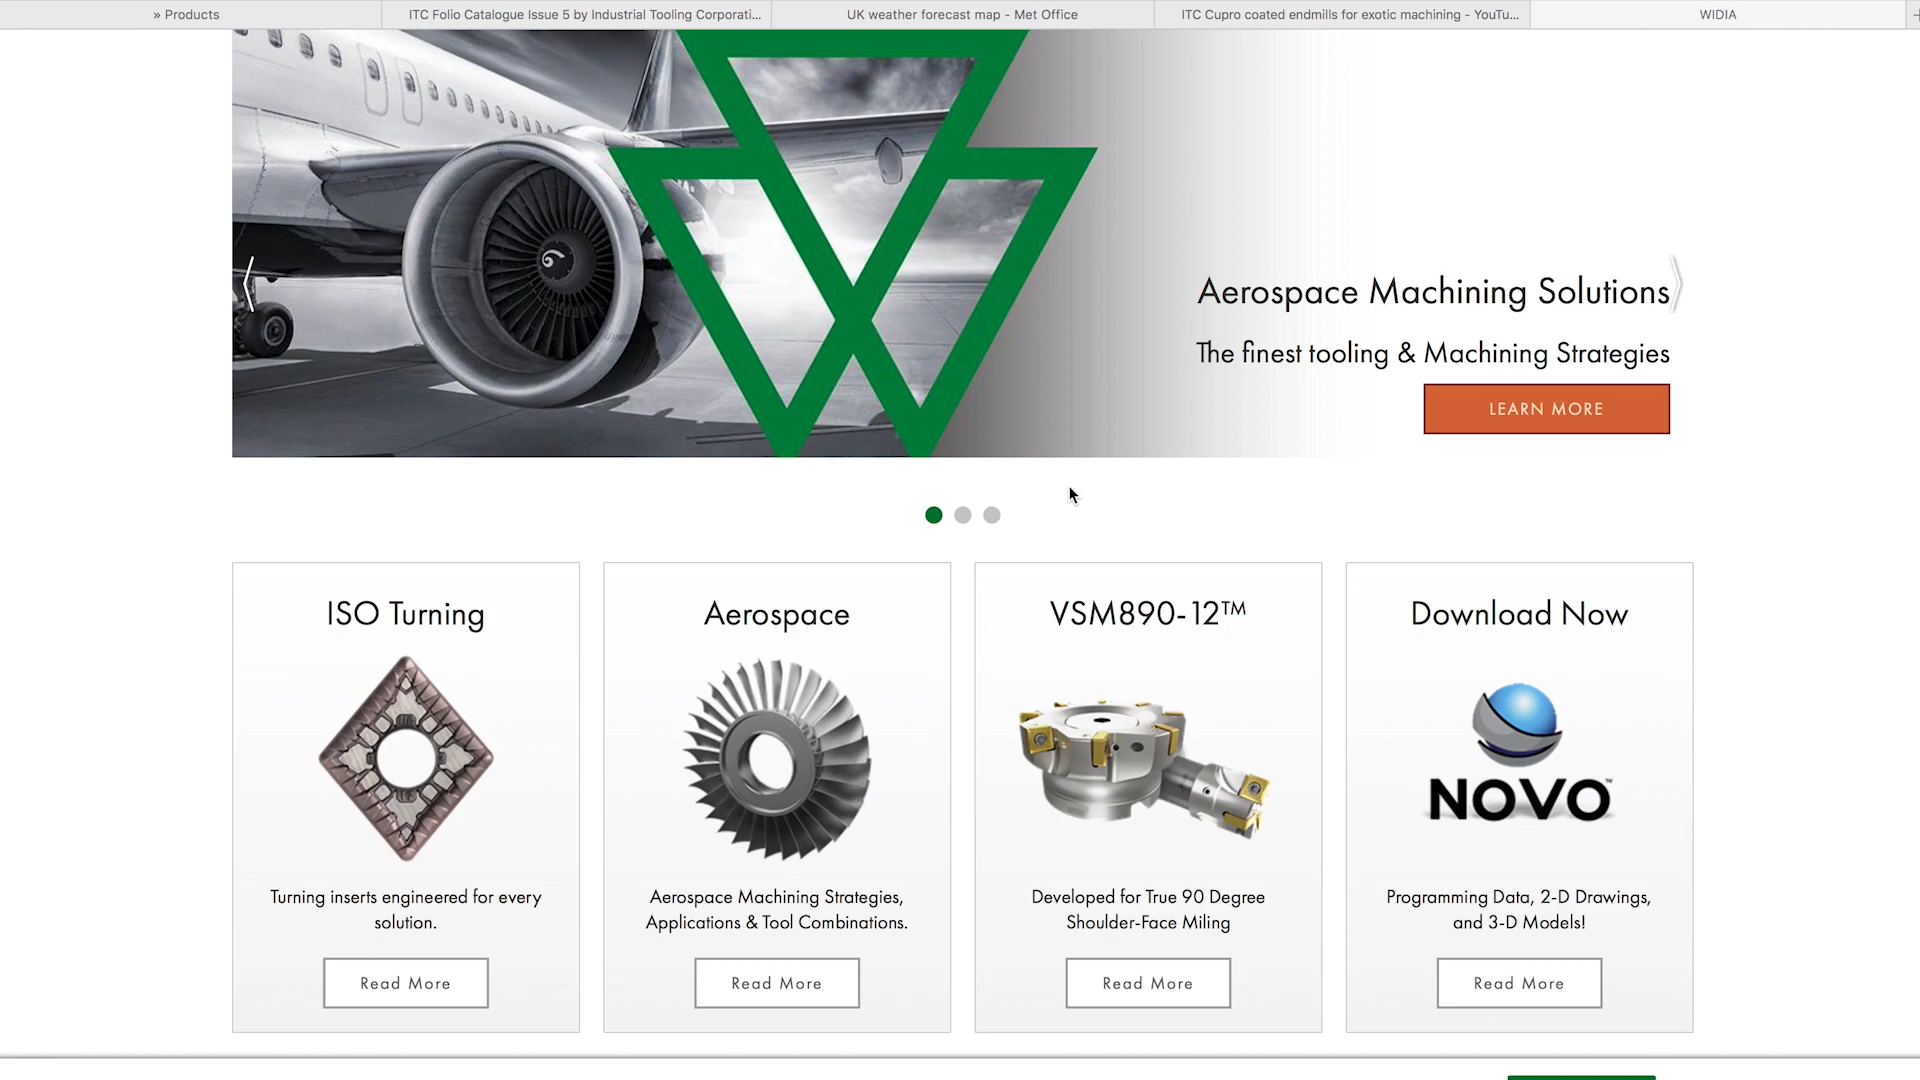 » Products
ITC Folio Catalogue Issue 5 by Industrial Tooling Corporati...
UK weather forecast map - Met Office
ITC Cupro coated endmills for exotic machining - YouTu...
WIDIA
Aerospace Machining Solutions
The finest tooling & Machining Strategies
LEARN MORE
ISO Turning
Turning inserts engineered for every
solution.
Read More
Aerospace
Aerospace Machining Strategies,
Applications & Tool Combinations.
Read More
VSM890-12™
Developed for True 90 Degree
Shoulder-Face Miling
Read More
Download Now
NOVO™
Programming Data, 2-D Drawings,
and 3-D Models!
Read More